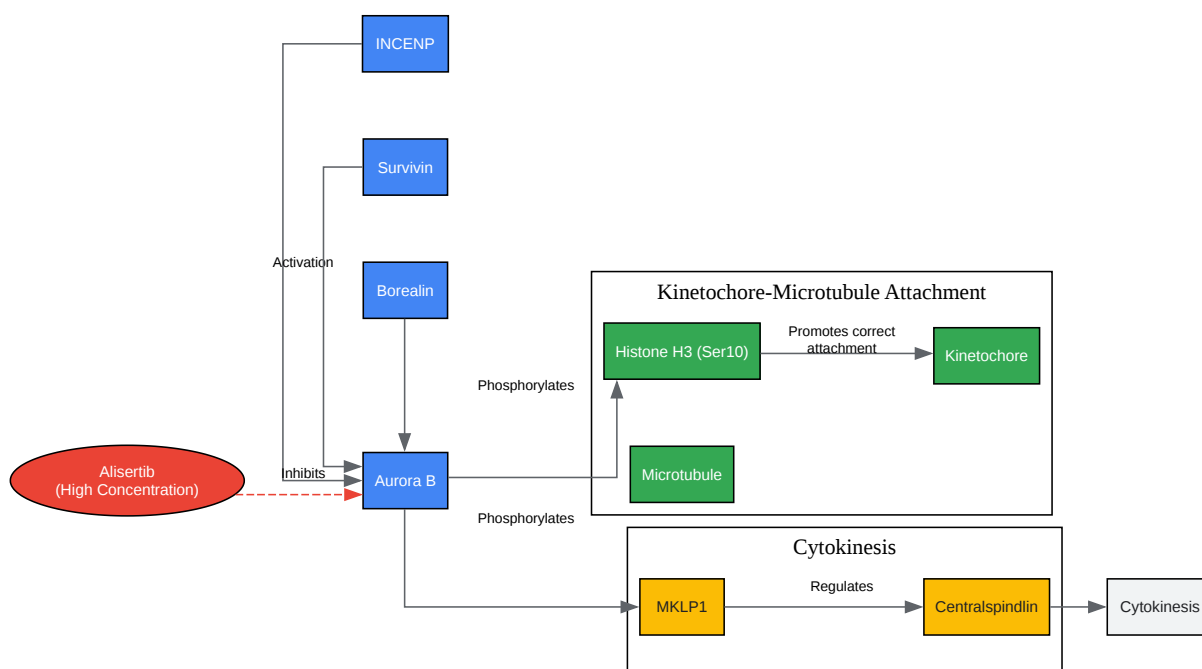 INCENP
Survivin
Activation
Borealin
Kinetochore-Microtubule Attachment
Histone H3 (Ser10)
Promotes correct
attachment
Kinetochore
Phosphorylates
Alisertib
(High Concentration)
Inhibits
Aurora B
Microtubule
Phosphorylates
Cytokinesis
MKLP1
Regulates
Centralspindlin
Cytokinesis